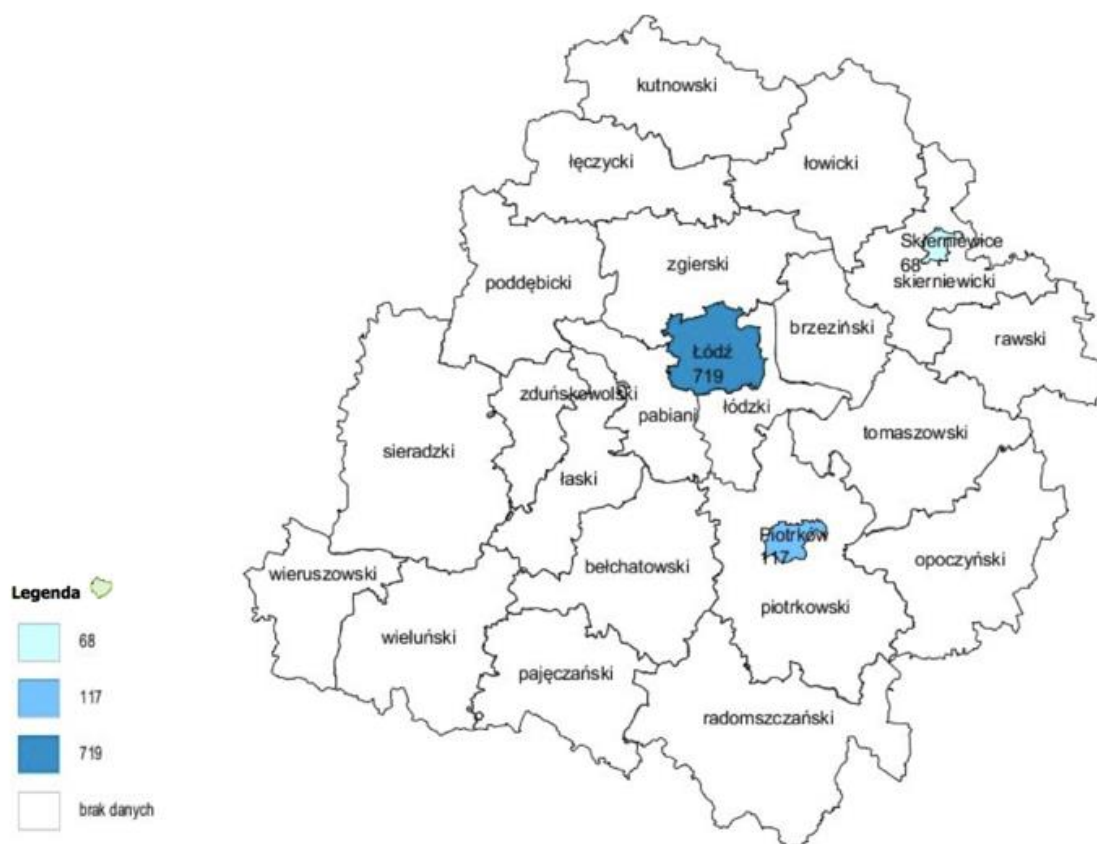 kutnowski
łęczycki
łowicki
Skierniewice
68
skierniewicki
zgierski
poddębicki
brzeziński
rawski
Łódź
719
zduńskowolski
pabiani
łódzki
tomaszowski
sieradzki
łaski
Piotrków
117
opoczyński
bełchatowski
wieruszowski
piotrkowski
wieluński
pajęczański
radomszczański
Legenda
68
117
719
brak danych